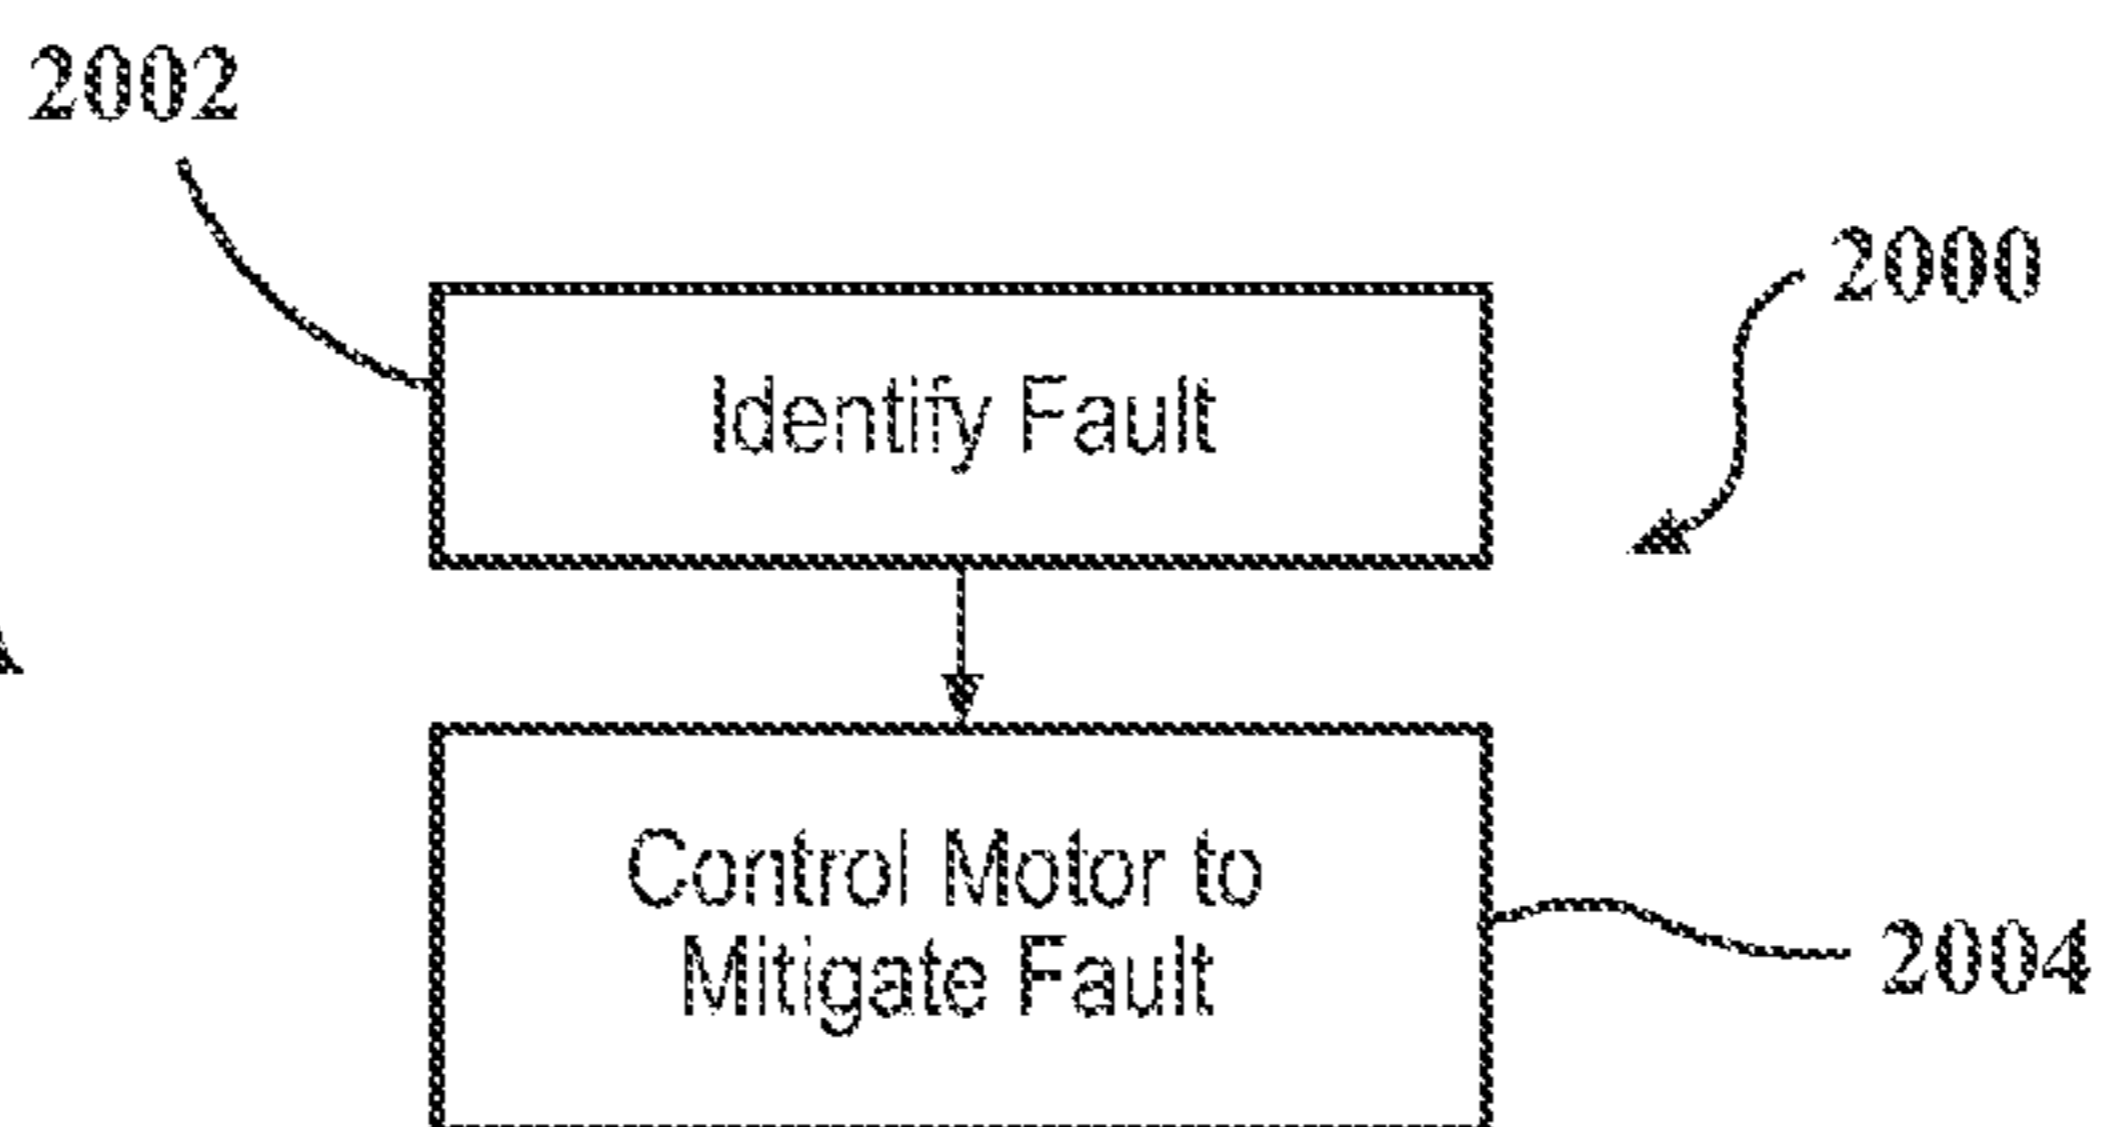 2002
2000
Identify Fault
Control Motor to
Mitigate Fault
2004